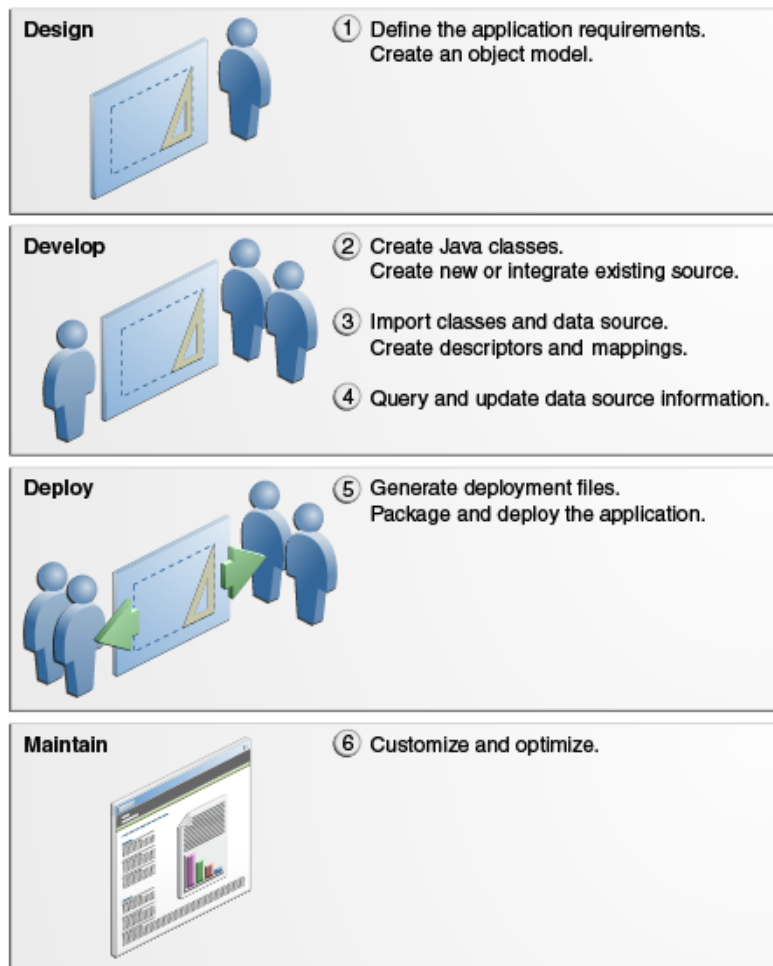 Design
1 Define the application requirements.
Create an object model.
Develop
2 Create Java classes.
Create new or integrate existing source.
3 Import classes and data source.
Create descriptors and mappings.
4 Query and update data source information.
Deploy
5 Generate deployment files.
Package and deploy the application.
Maintain
6 Customize and optimize.